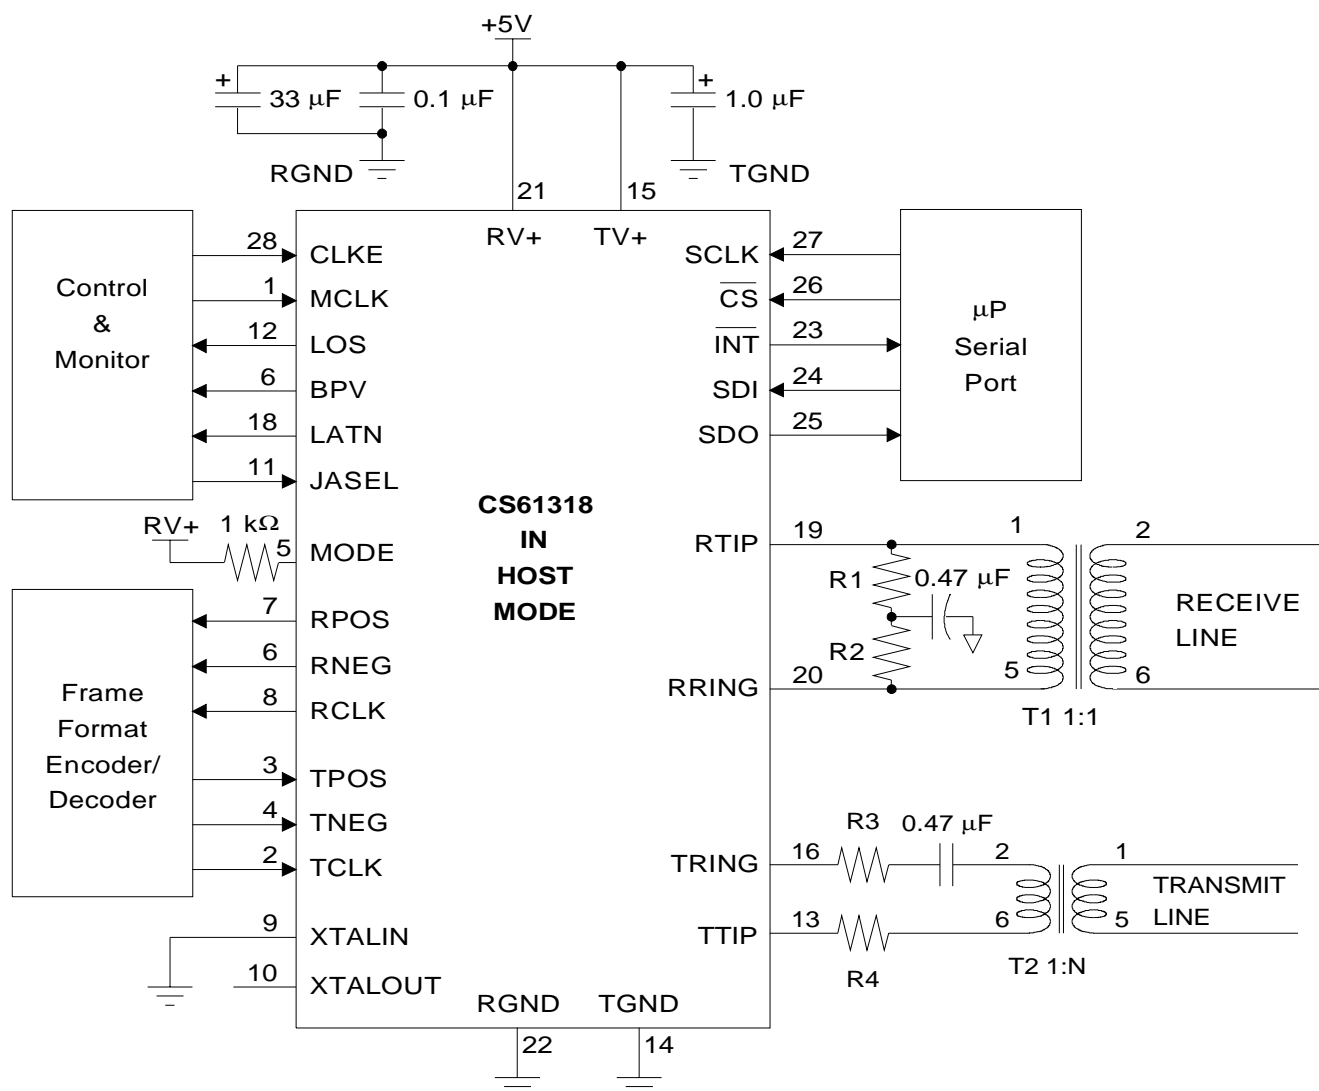 +5V
+
33 μF
0.1 μF
+
1.0 μF
RGND
TGND
21
15
RV+
TV+
Control
&
Monitor
28
CLKE
1
MCLK
12
LOS
6
BPV
18
LATN
11
JASEL
RV+
1 kΩ
5
MODE
CS61318
IN
HOST
MODE
SCLK
27
CS
26
INT
23
SDI
24
SDO
25
μP
Serial
Port
Frame
Format
Encoder/
Decoder
7
RPOS
6
RNEG
8
RCLK
3
TPOS
4
TNEG
2
TCLK
9
XTALIN
10
XTALOUT
RTIP
19
R1
0.47 μF
R2
RRING
20
1
2
5
6
T1 1:1
RECEIVE
LINE
TRING
16
R3
0.47 μF
2
1
TTIP
13
R4
6
5
T2 1:N
TRANSMIT
LINE
RGND
TGND
22
14